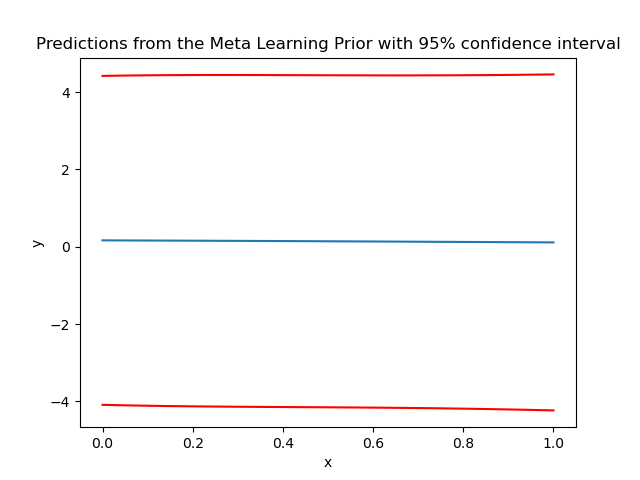 Predictions from the Meta Learning Prior with 95% confidence interval
4
2
0
−2
−4
y
0.0 0.2 0.4 0.6 0.8 1.0
x